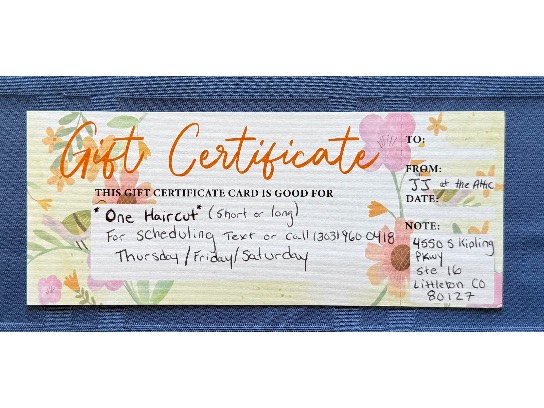 Gift Certificate
THIS GIFT CERTIFICATE CARD IS GOOD FOR
"One Haircut" (Short or long)
For scheduling Text or call (303) 960 0418
Thursday/Friday/Saturday
TO:
FROM:
JJ at the Attic
DATE:
NOTE:
4550 S Kipling
Pkwy
Ste 16
Littleton CO
80127